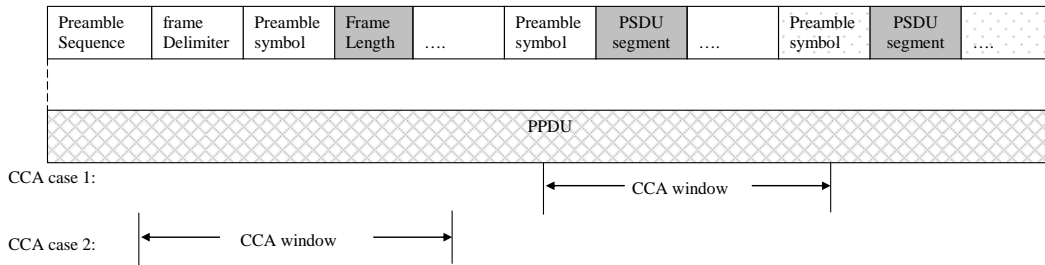 Preamble Sequence
frame Delimiter
Preamble symbol
Frame Length
....
Preamble symbol
PSDU segment
....
Preamble symbol
PSDU segment
....
PPDU
CCA case 1:
CCA window
CCA case 2:
CCA window